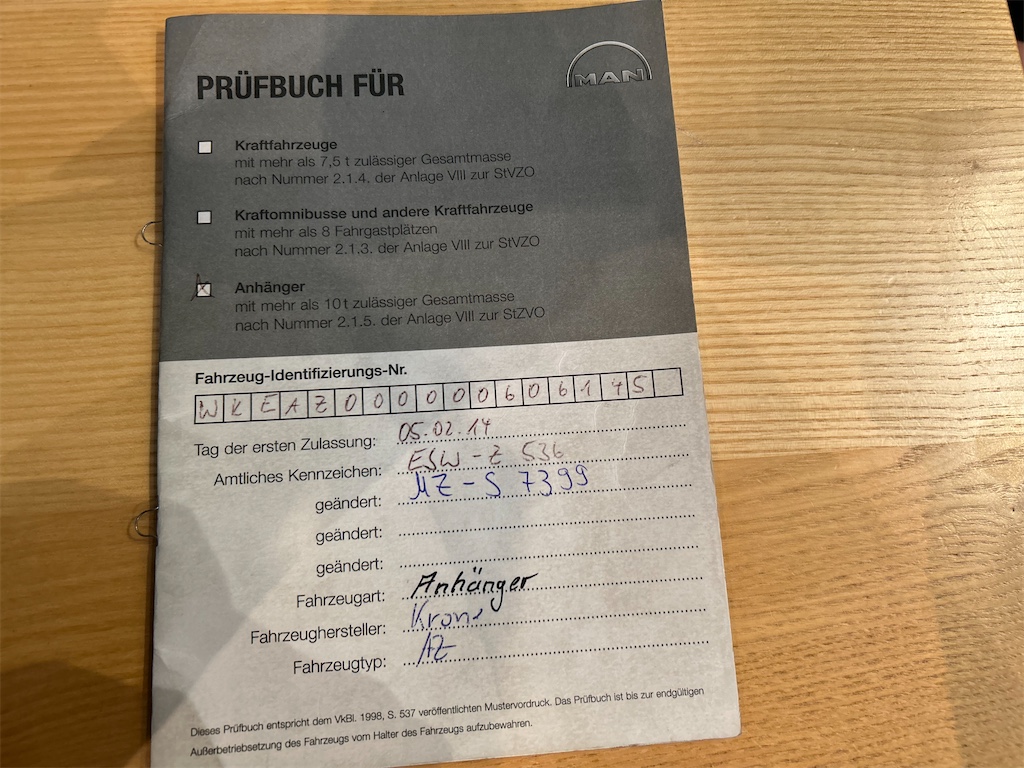 PRÜFBUCH FÜR
MAN
Kraftfahrzeuge
mit mehr als 7,5 t zulässiger Gesamtmasse
nach Nummer 2.1.4. der Anlage VIII zur StVZO
Kraftomnibusse und andere Kraftfahrzeuge
mit mehr als 8 Fahrgastplätzen
nach Nummer 2.1.3. der Anlage VIII zur StVZO
Anhänger
mit mehr als 10 t zulässiger Gesamtmasse
nach Nummer 2.1.5. der Anlage VIII zur StZVO
Fahrzeug-Identifizierungs-Nr.
WKEAZ000000606145
Tag der ersten Zulassung: 05.02.14
Amtliches Kennzeichen: ESW-Z 536
geändert: MZ-S 7399
geändert:
geändert:
Fahrzeugart: Anhänger
Fahrzeughersteller: Krone
Fahrzeugtyp: AZ
Dieses Prüfbuch entspricht dem VkBl. 1998, S. 537 veröffentlichten Mustervordruck. Das Prüfbuch ist bis zur endgültigen
Außerbetriebsetzung des Fahrzeugs vom Halter des Fahrzeugs aufzubewahren.